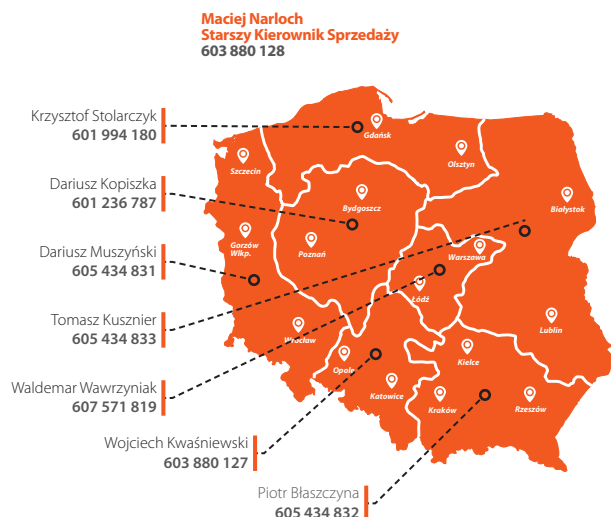 Maciej Narloch
Starszy Kierownik Sprzedaży
603 880 128
Krzysztof Stolarczyk
601 994 180
Dariusz Kopiszka
601 236 787
Dariusz Muszyński
605 434 831
Tomasz Kusznier
605 434 833
Waldemar Wawrzyniak
607 571 819
Wojciech Kwaśniewski
603 880 127
Piotr Błaszczyna
605 434 832
Gdańsk
Olsztyn
Szczecin
Bydgoszcz
Białystok
Gorzów
Wlkp.
Poznań
Warszawa
Łódź
Lublin
Wrocław
Kielce
Opole
Katowice
Kraków
Rzeszów